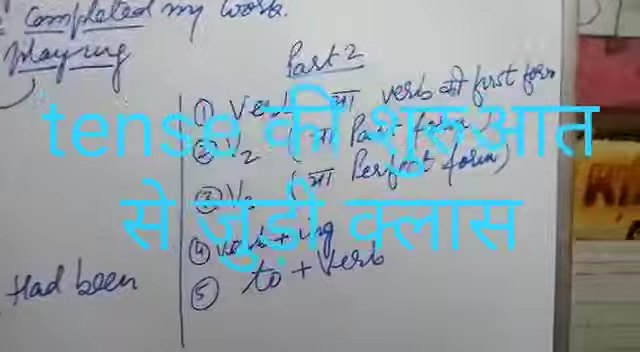 Completed my work.
playing
Part 2
① Verb या verb की first form
tense की शुरुआत
② V₂ (या Past form)
③ V₃ (या Perfect form)
से जुड़ी क्लास
④ verb + ing
⑤ to + verb
Had been